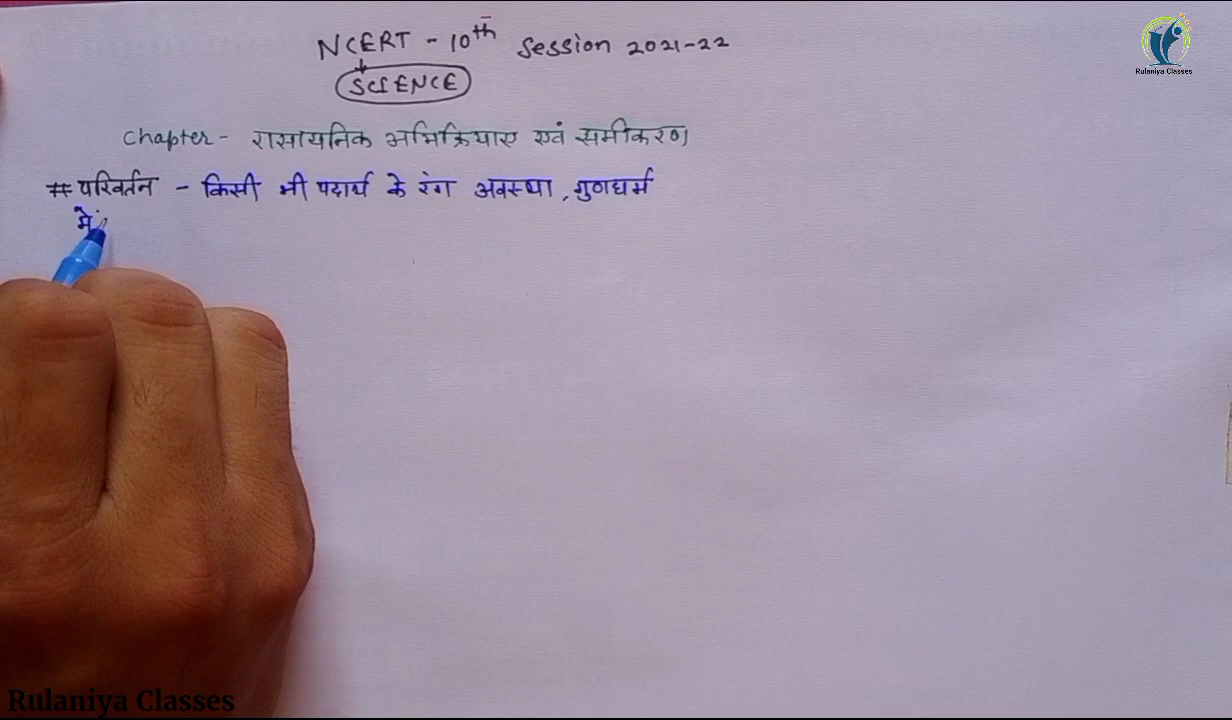 NCERT - 10th Session 2021-22
SCIENCE
Chapter - रासायनिक अभिक्रियाए एवं समीकरण
# परिवर्तन - किसी भी पदार्थ के रंग अवस्था, गुणधर्म
में
Rulaniya Classes
Rulaniya Classes